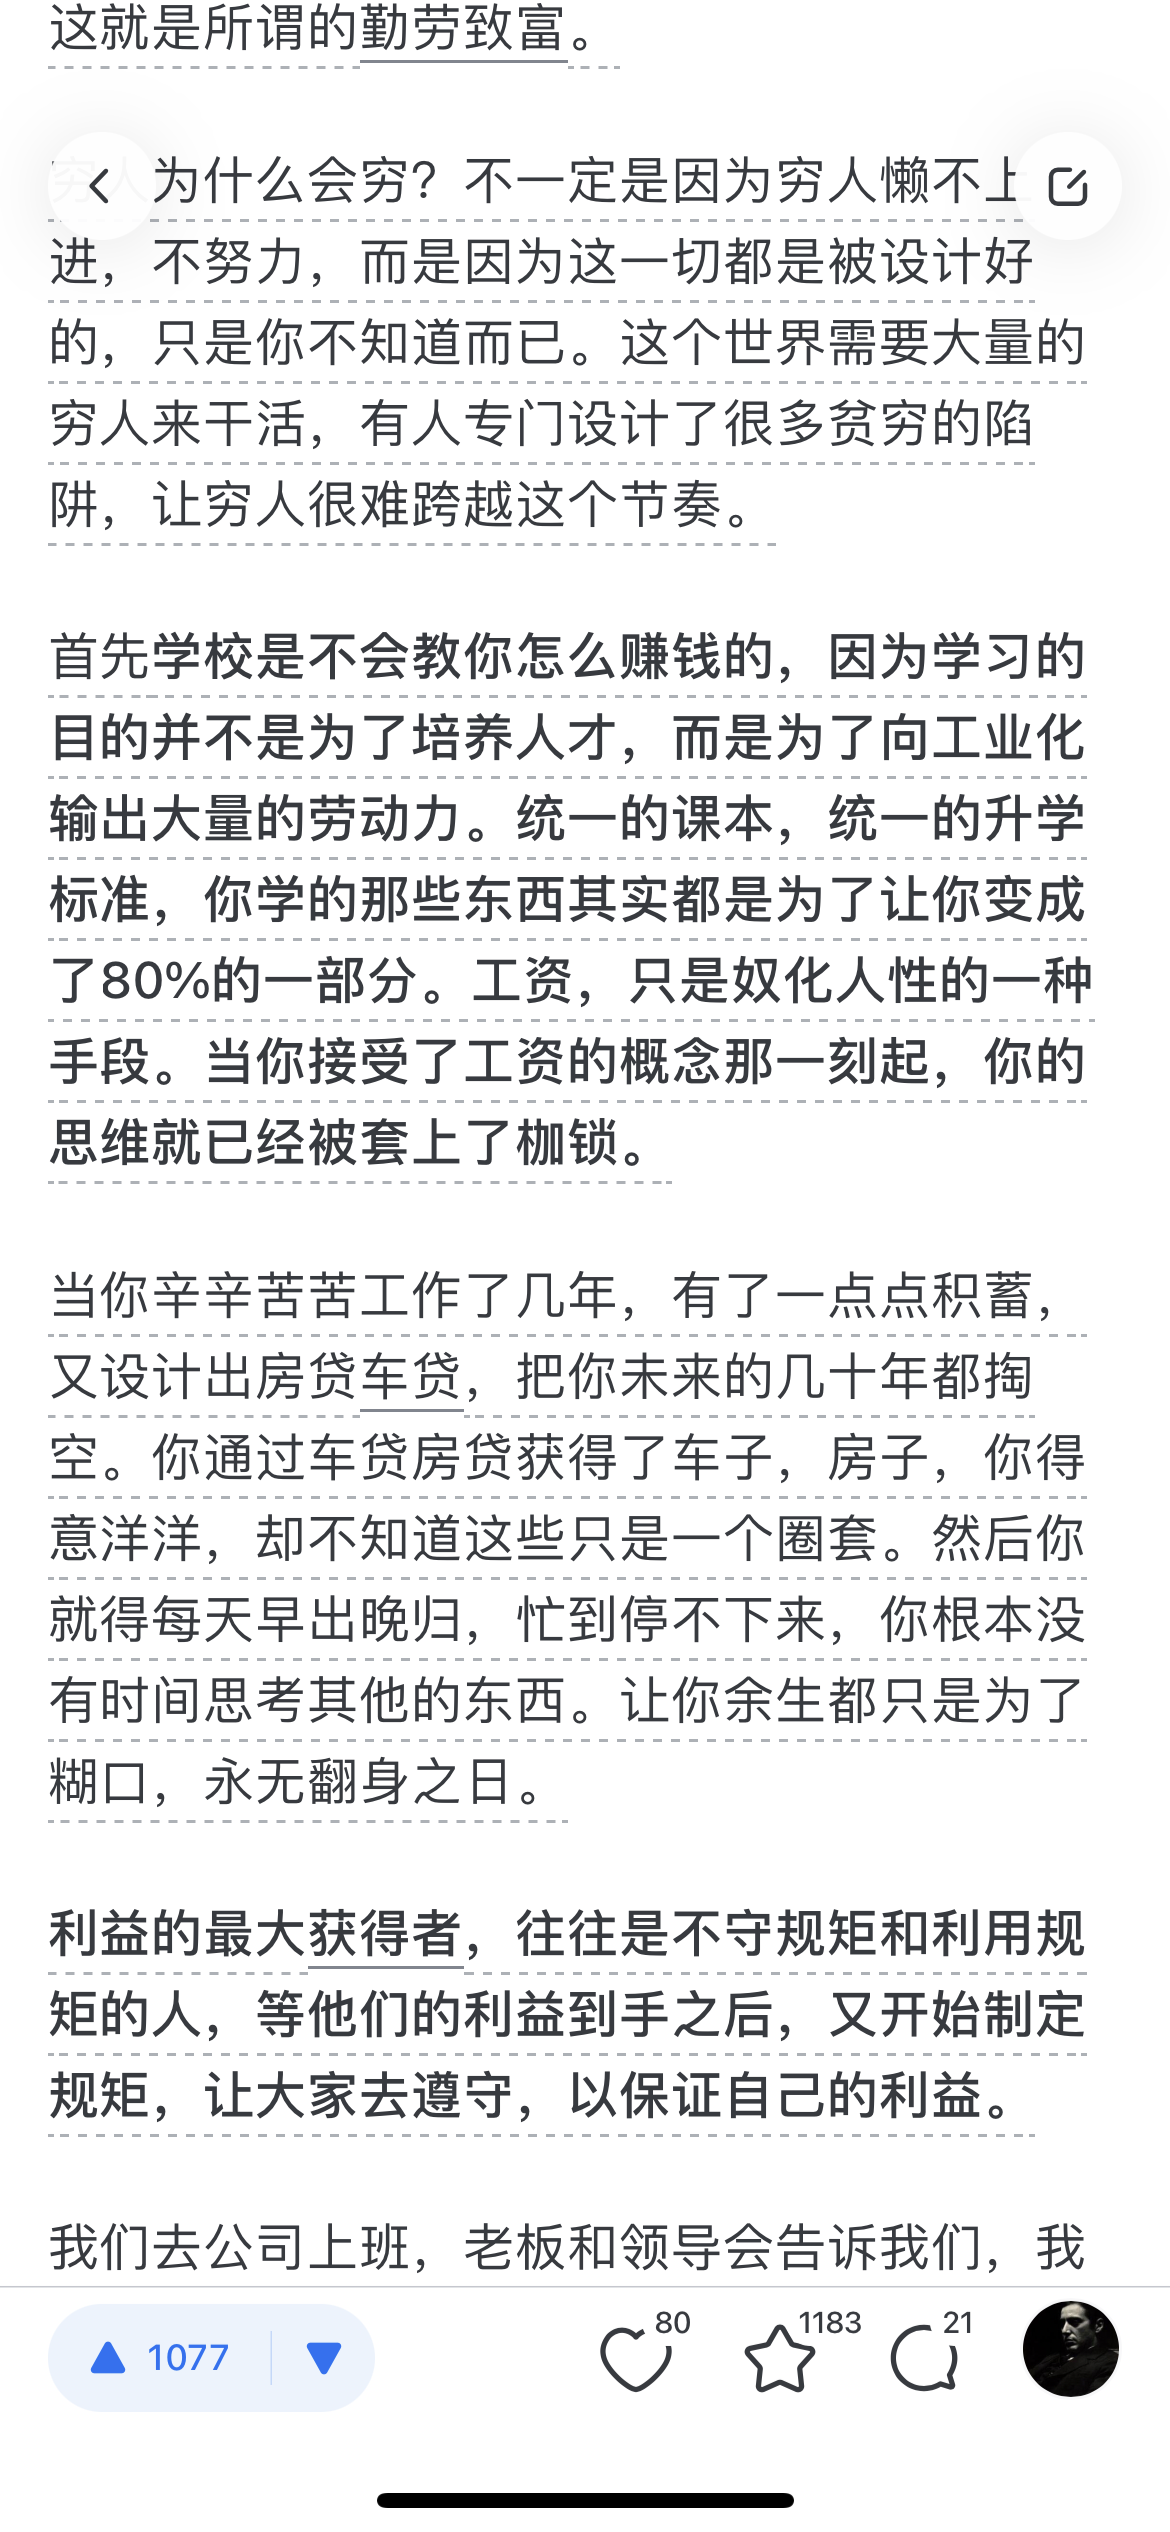 这就是所谓的勤劳致富。
穷人为什么会穷？不一定是因为穷人懒不上
进，不努力，而是因为这一切都是被设计好
的，只是你不知道而已。这个世界需要大量的
穷人来干活，有人专门设计了很多贫穷的陷
阱，让穷人很难跨越这个节奏。
首先学校是不会教你怎么赚钱的，因为学习的
目的并不是为了培养人才，而是为了向工业化
输出大量的劳动力。统一的课本，统一的升学
标准，你学的那些东西其实都是为了让你变成
了80%的一部分。工资，只是奴化人性的一种
手段。当你接受了工资的概念那一刻起，你的
思维就已经被套上了枷锁。
当你辛辛苦苦工作了几年，有了一点点积蓄，
又设计出房贷车贷，把你未来的几十年都掏
空。你通过车贷房贷获得了车子，房子，你得
意洋洋，却不知道这些只是一个圈套。然后你
就得每天早出晚归，忙到停不下来，你根本没
有时间思考其他的东西。让你余生都只是为了
糊口，永无翻身之日。
利益的最大获得者，往往是不守规矩和利用规
矩的人，等他们的利益到手之后，又开始制定
规矩，让大家去遵守，以保证自己的利益。
我们去公司上班，老板和领导会告诉我们，我
1077 80 1183 21